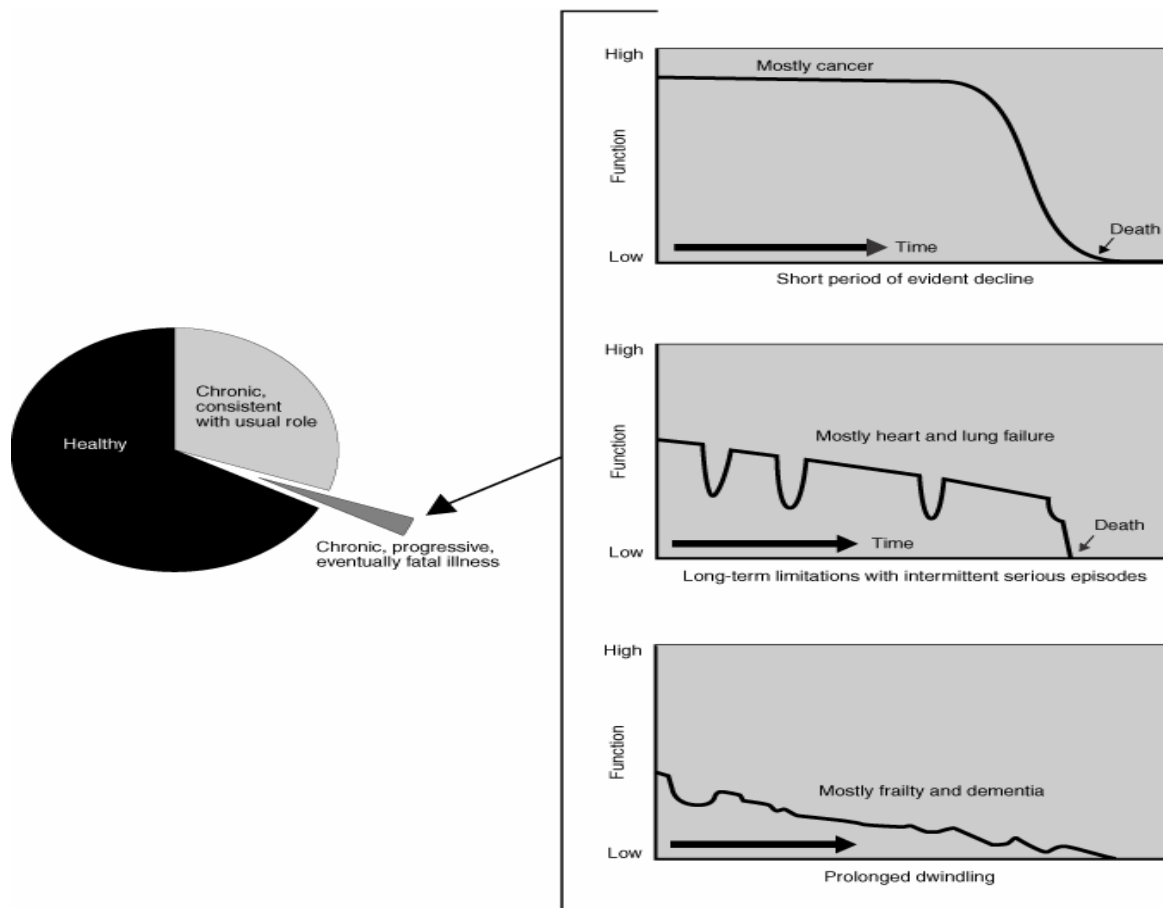 Healthy
Chronic,
consistent
with usual role
Chronic, progressive,
eventually fatal illness
High
Mostly cancer
Function
Death
Time
Low
Short period of evident decline
High
Mostly heart and lung failure
Function
Death
Time
Low
Long-term limitations with intermittent serious episodes
High
Function
Mostly frailty and dementia
Low
Prolonged dwindling